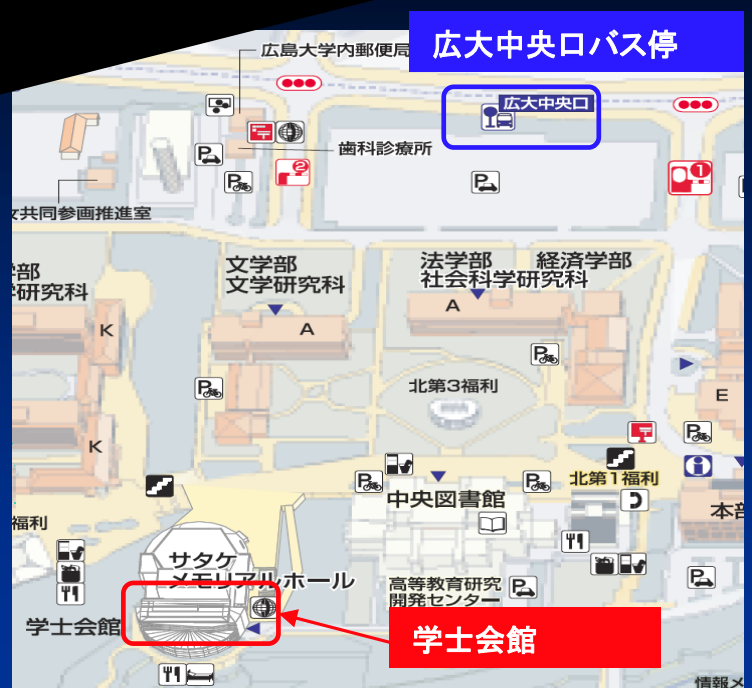 広大中央口バス停
広島大学内郵便局
広大中央口
歯科診療所
2
1
P
P
P
共同参画推進室
学部
学研究科
文学部
文学研究科
法学部 経済学部
社会科学研究科
K
A
A
P
P
北第3福利
E
K
P
P
P
中央図書館
北第1福利
i
本部
福利
サタケ
メモリアルホール
高等教育研究
開発センター
P
P
学士会館
学士会館
情報メ